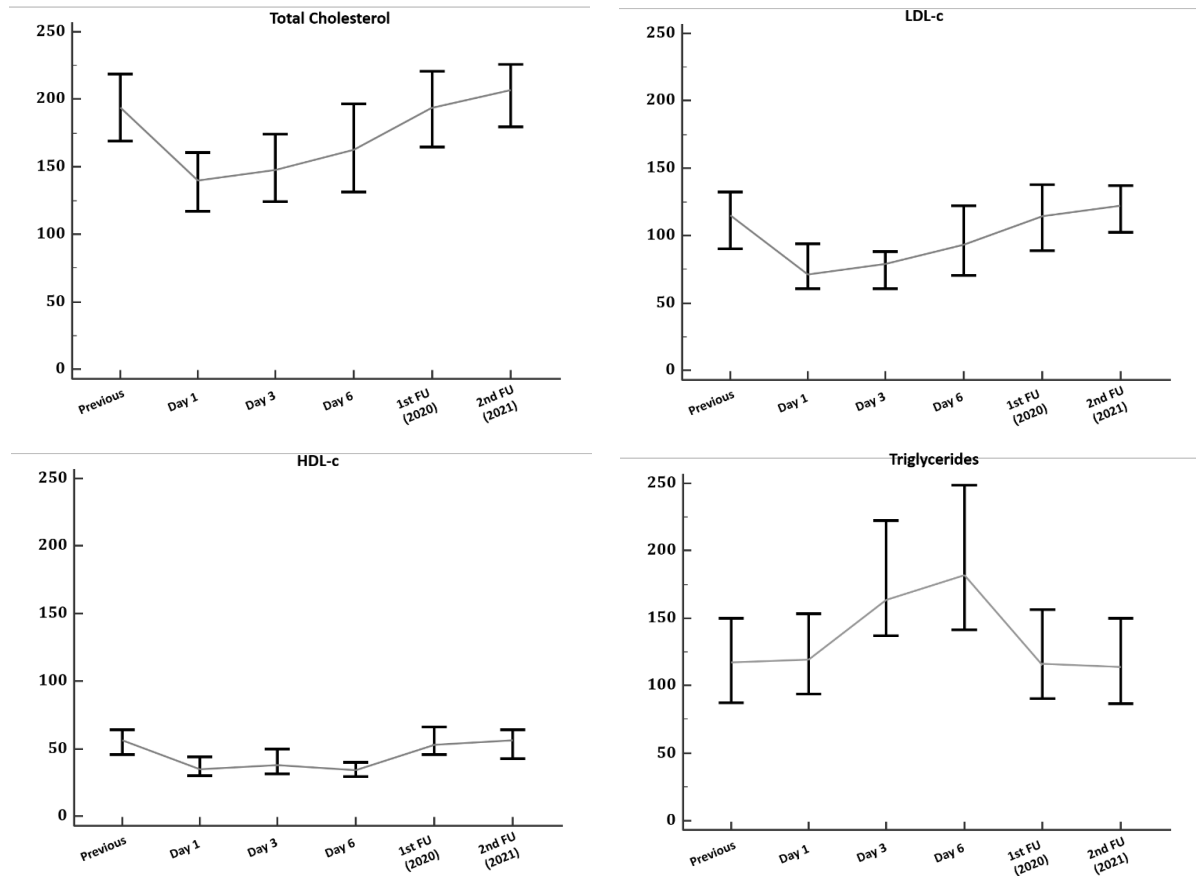 Total Cholesterol
250
200
150
100
50
0
Previous
Day 1
Day 3
Day 6
1st FU
(2020)
2nd FU
(2021)
LDL-c
250
200
150
100
50
0
Previous
Day 1
Day 3
Day 6
1st FU
(2020)
2nd FU
(2021)
HDL-c
250
200
150
100
50
0
Previous
Day 1
Day 3
Day 6
1st FU
(2020)
2nd FU
(2021)
Triglycerides
250
200
150
100
50
0
Previous
Day 1
Day 3
Day 6
1st FU
(2020)
2nd FU
(2021)